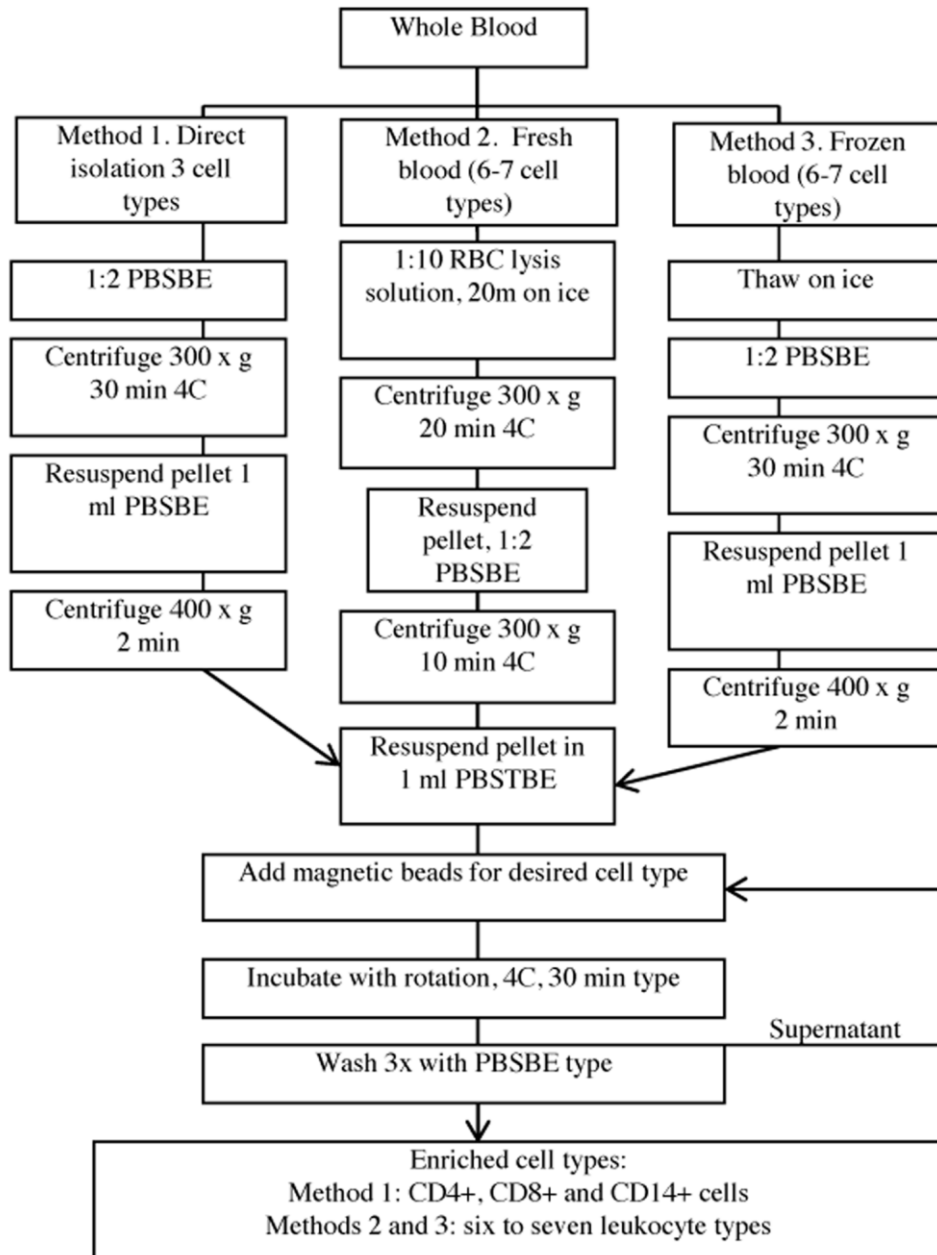 Whole Blood
Method 1. Direct
isolation 3 cell
types
1:2 PBSBE
Centrifuge 300 x g
30 min 4C
Resuspend pellet 1
ml PBSBE
Centrifuge 400 x g
2 min
Method 2.  Fresh
blood (6-7 cell
types)
1:10 RBC lysis
solution, 20m on ice
Centrifuge 300 x g
20 min 4C
Resuspend
pellet, 1:2
PBSBE
Centrifuge 300 x g
10 min 4C
Method 3. Frozen
blood (6-7 cell
types)
Thaw on ice
1:2 PBSBE
Centrifuge 300 x g
30 min 4C
Resuspend pellet 1
ml PBSBE
Centrifuge 400 x g
2 min
Resuspend pellet in
1 ml PBSTBE
Add magnetic beads for desired cell type
Incubate with rotation, 4C, 30 min type
Supernatant
Wash 3x with PBSBE type
Enriched cell types:
Method 1: CD4+, CD8+ and CD14+ cells
Methods 2 and 3: six to seven leukocyte types